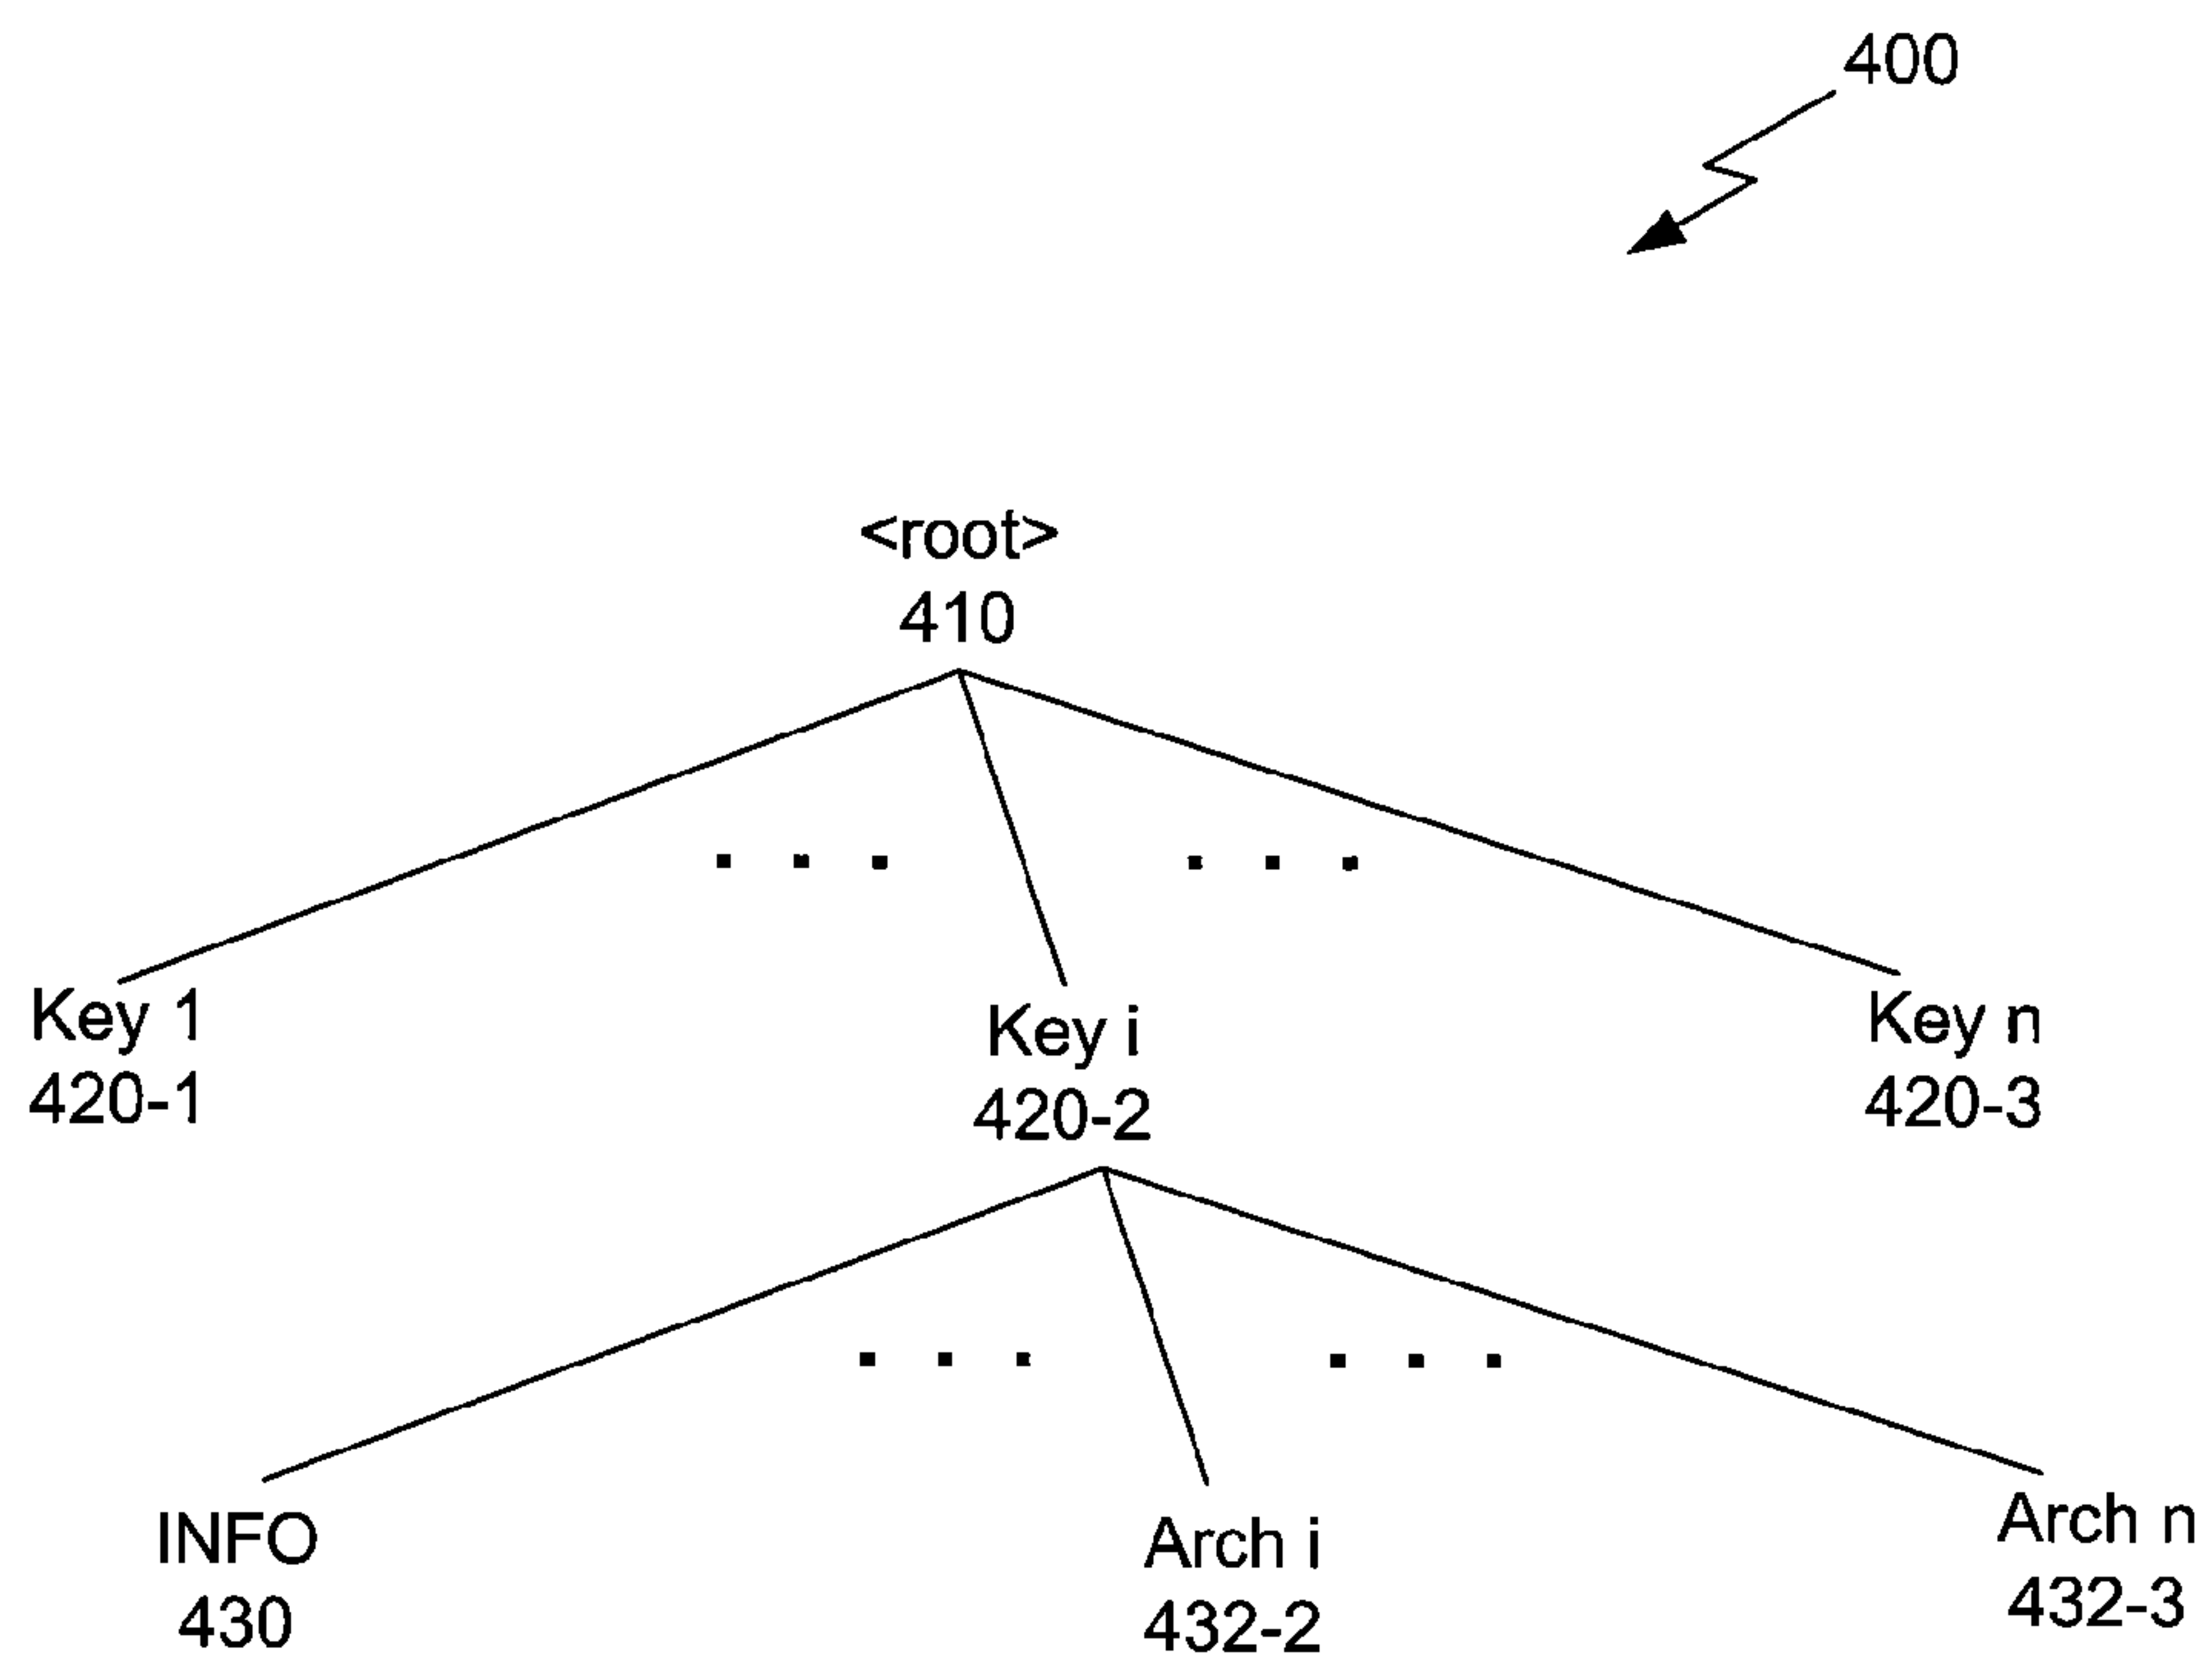 400
<root>
410
Key 1
420-1
Key i
420-2
Key n
420-3
INFO
430
Arch i
432-2
Arch n
432-3